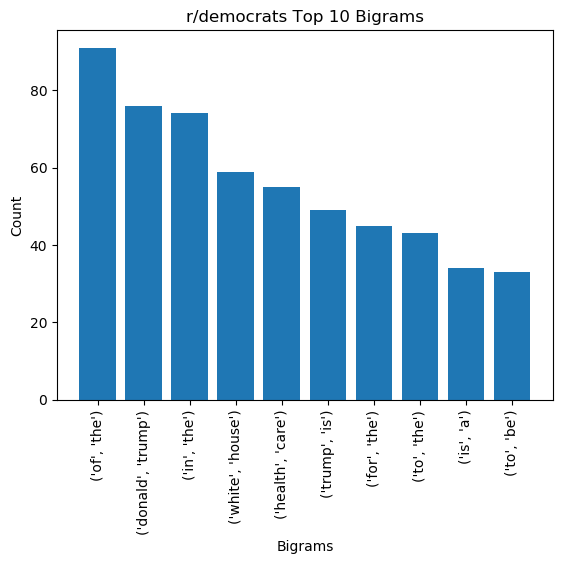 r/democrats Top 10 Bigrams
Count
80
60
40
20
0
('of', 'the')
('donald', 'trump')
('in', 'the')
('white', 'house')
('health', 'care')
('trump', 'is')
('for', 'the')
('to', 'the')
('is', 'a')
('to', 'be')
Bigrams